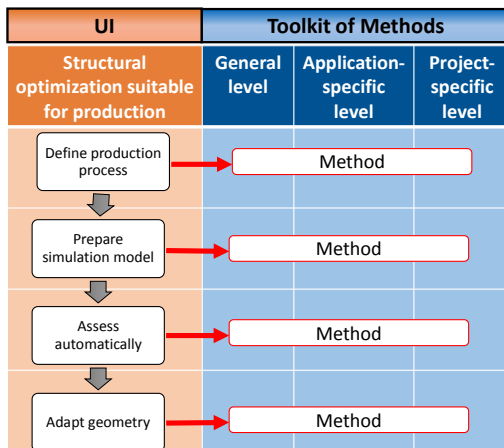 UI
Toolkit of Methods
Structural
optimization suitable
for production
General
level
Application-
specific
level
Project-
specific
level
Define production
process
Method
Prepare
simulation model
Method
Assess
automatically
Method
Adapt geometry
Method